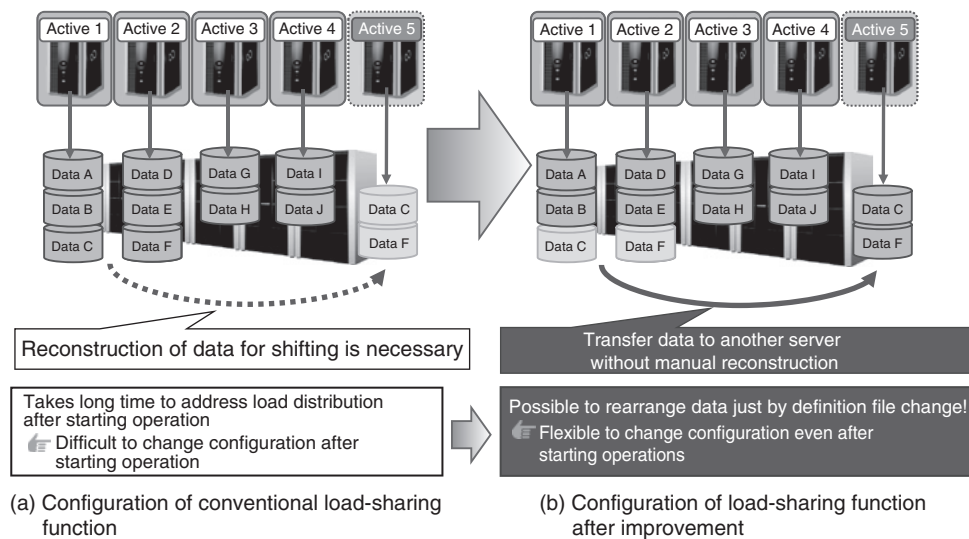 Active 1 Active 2 Active 3 Active 4 Active 5
Data A Data D Data G Data I
Data B Data E Data H Data J Data C
Data C Data F Data F
Reconstruction of data for shifting is necessary
Takes long time to address load distribution
after starting operation
Difficult to change configuration after
starting operation
(a) Configuration of conventional load-sharing
function
Active 1 Active 2 Active 3 Active 4 Active 5
Data A Data D Data G Data I
Data B Data E Data H Data J Data C
Data C Data F Data F
Transfer data to another server
without manual reconstruction
Possible to rearrange data just by definition file change!
Flexible to change configuration even after
starting operations
(b) Configuration of load-sharing function
after improvement